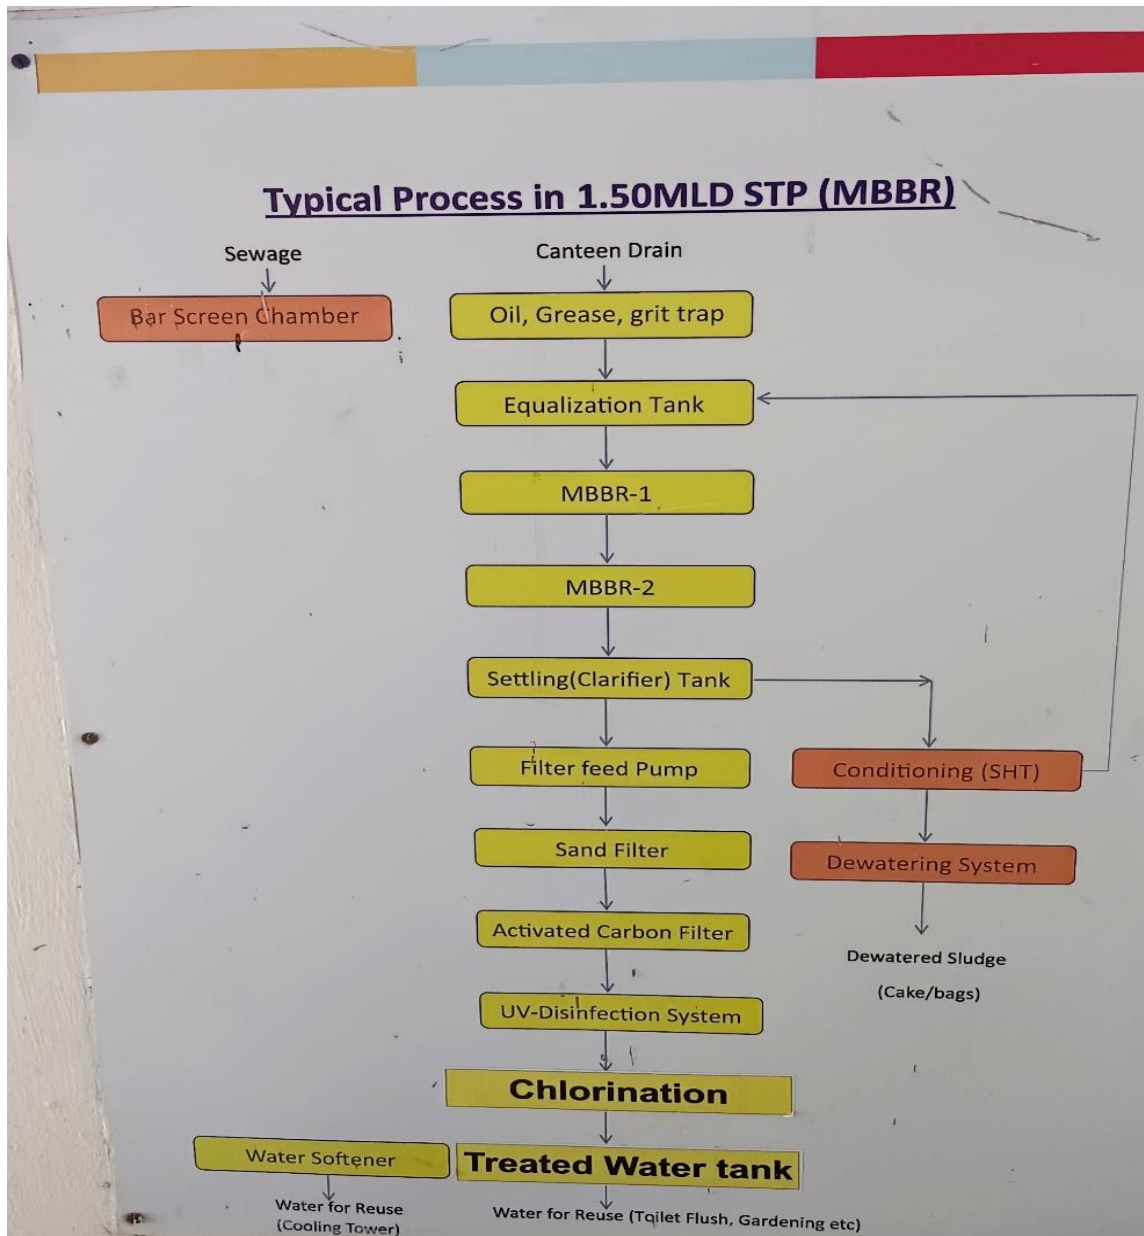 Typical Process in 1.50MLD STP (MBBR)
Sewage
Canteen Drain
Bar Screen Chamber
Oil, Grease, grit trap
Equalization Tank
MBBR-1
MBBR-2
Settling(Clarifier) Tank
Filter feed Pump
Conditioning (SHT)
Sand Filter
Dewatering System
Activated Carbon Filter
Dewatered Sludge
(Cake/bags)
UV-Disinfection System
Chlorination
Water Softener
Treated Water tank
Water for Reuse
(Cooling Tower)
Water for Reuse (Toilet Flush, Gardening etc)